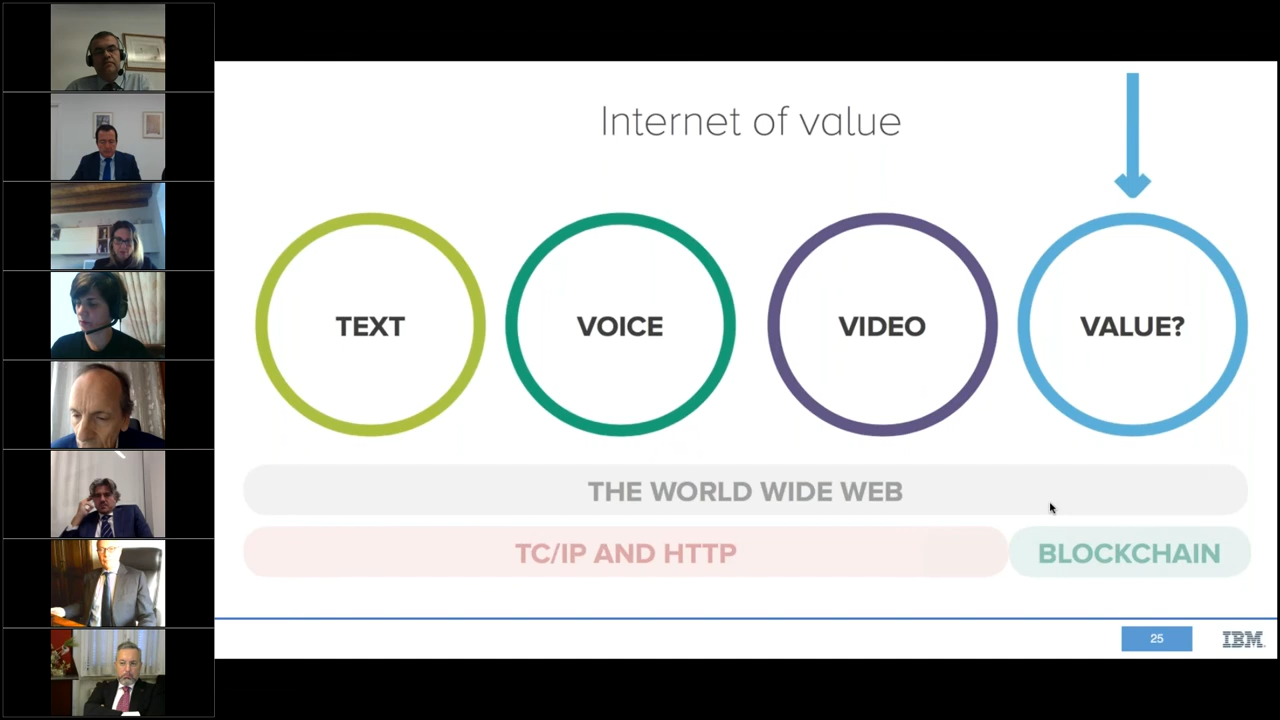 Internet of value
TEXT
VOICE
VIDEO
VALUE?
THE WORLD WIDE WEB
TC/IP AND HTTP
BLOCKCHAIN
25
IBM